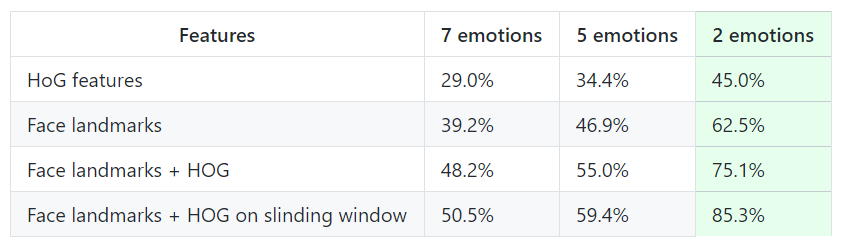 Features 7 emotions 5 emotions 2 emotions
HoG features 29.0% 34.4% 45.0%
Face landmarks 39.2% 46.9% 62.5%
Face landmarks + HOG 48.2% 55.0% 75.1%
Face landmarks + HOG on slinding window 50.5% 59.4% 85.3%